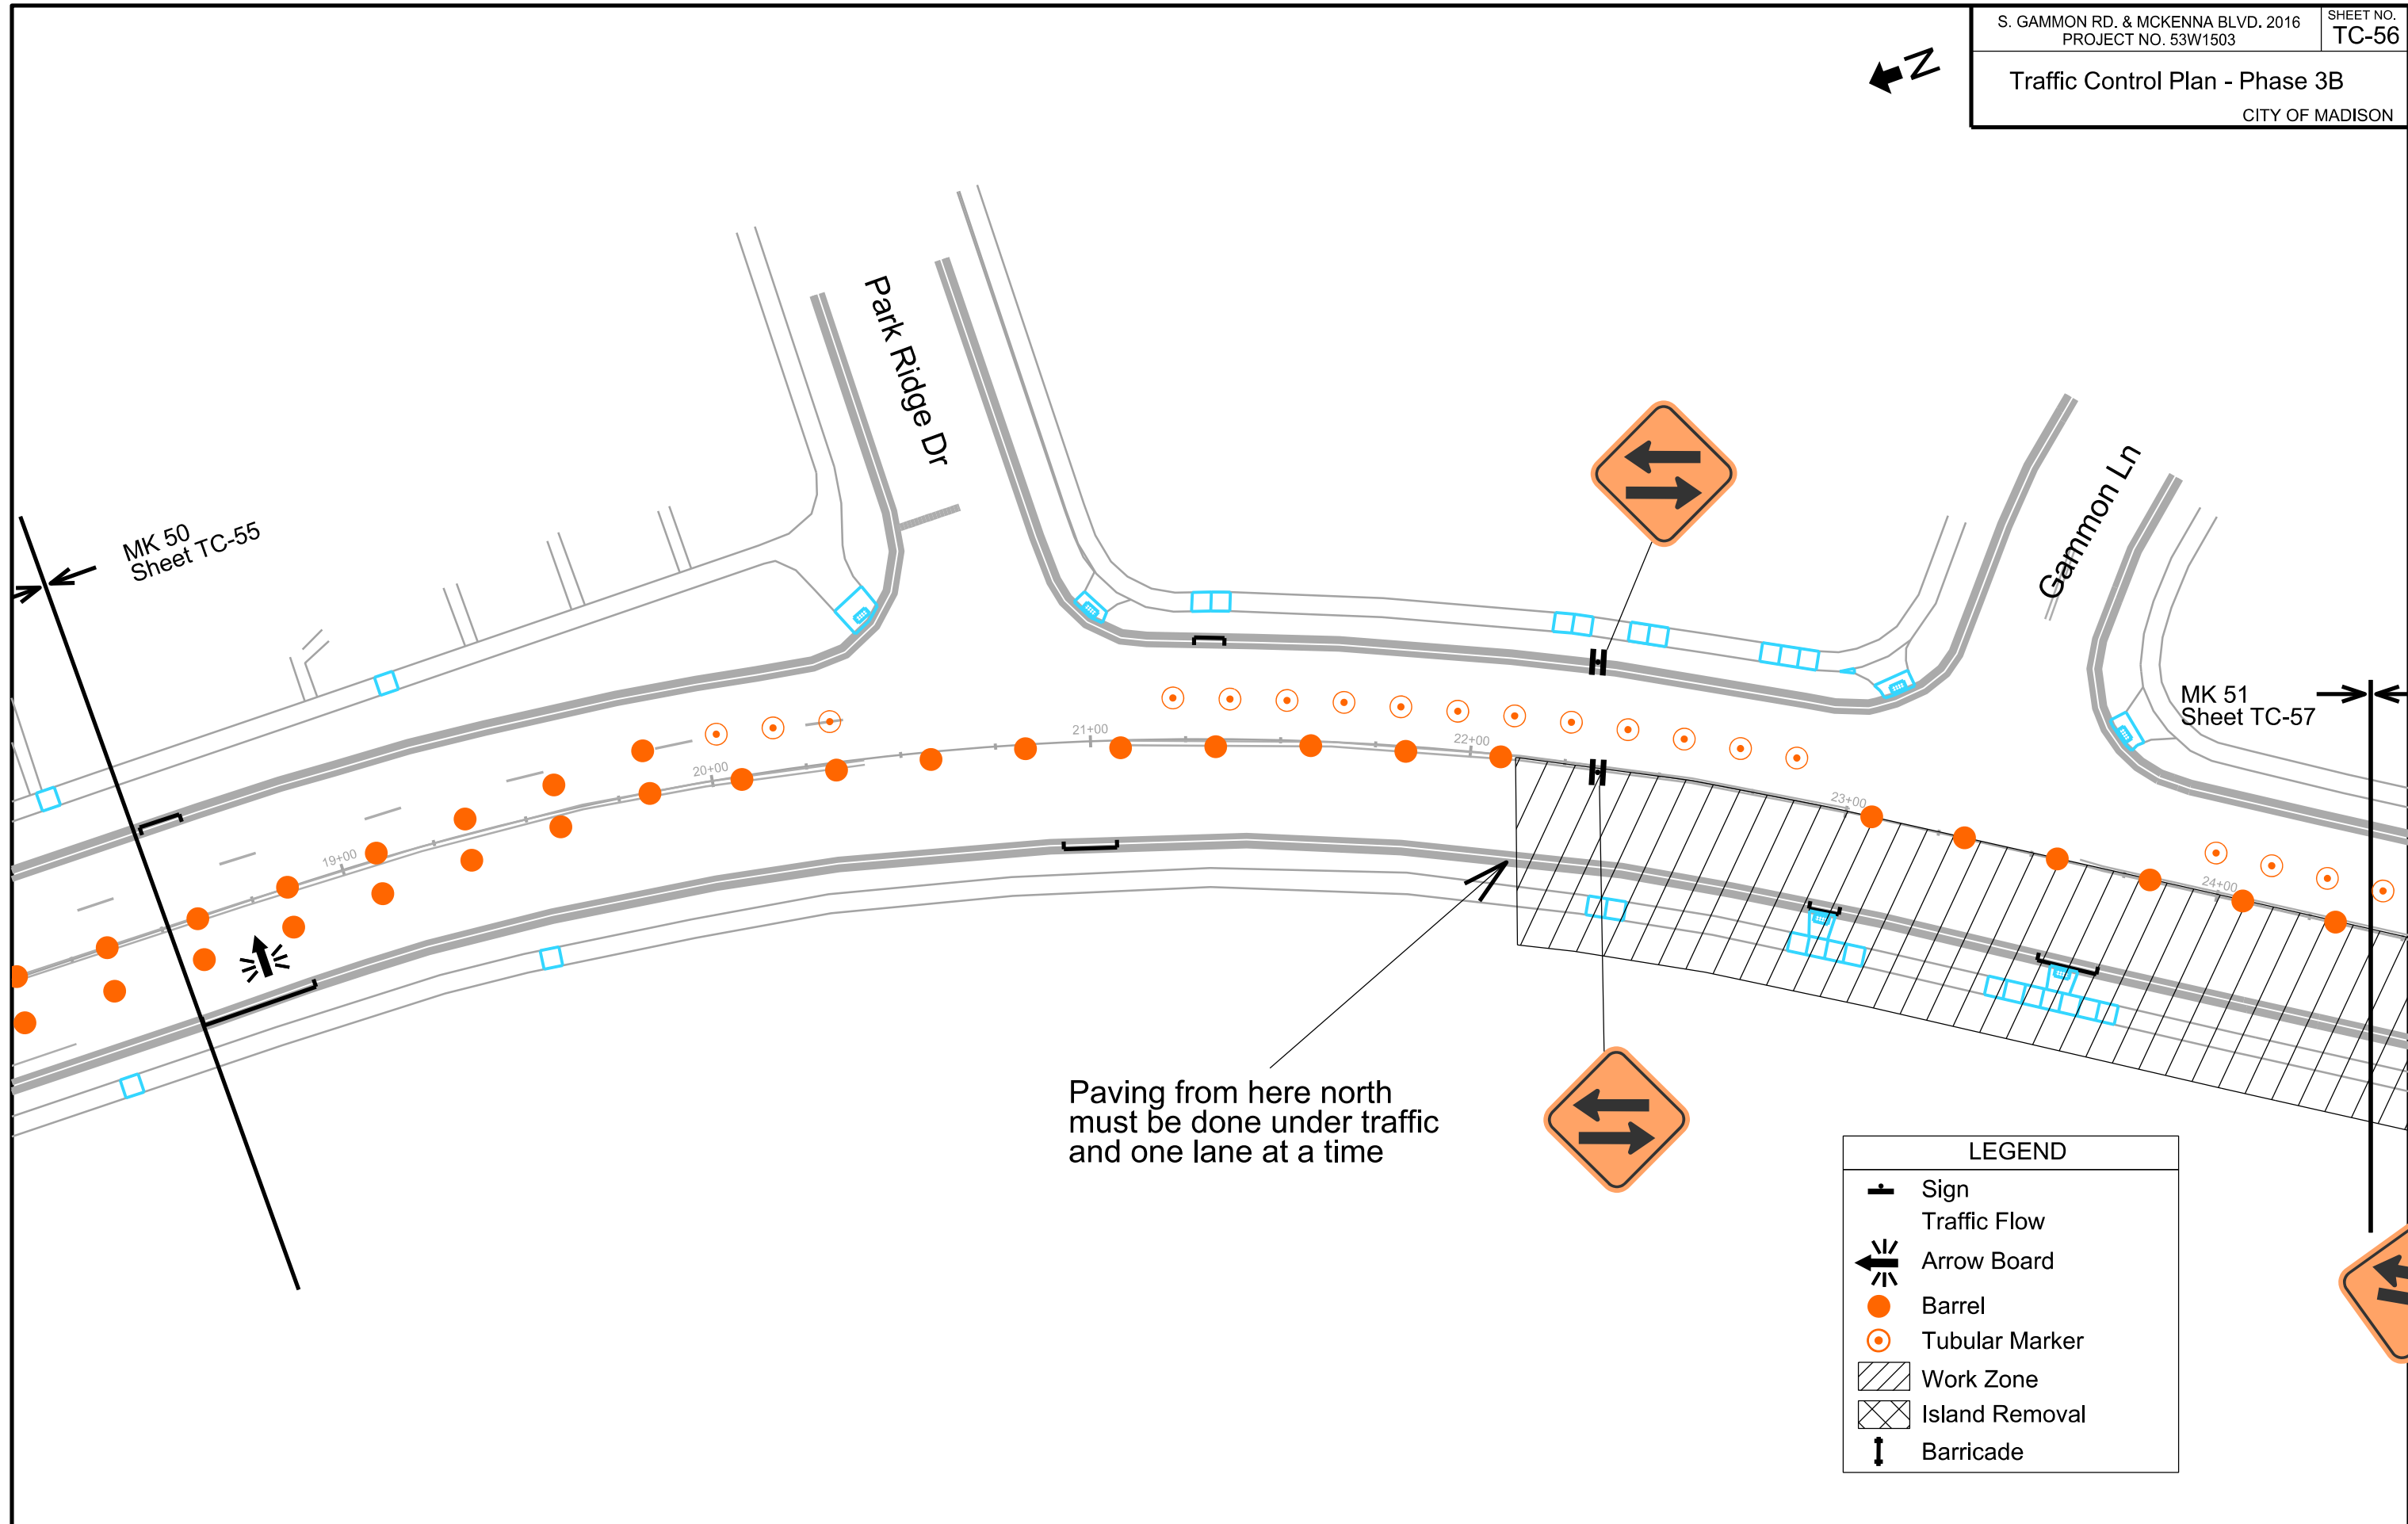 S. GAMMON RD. & MCKENNA BLVD. 2016
PROJECT NO. 53W1503
SHEET NO.
TC-56
Traffic Control Plan - Phase 3B
CITY OF MADISON
N
Park Ridge Dr
Gammon Ln
MK 50
Sheet TC-55
MK 51
Sheet TC-57
19+00
20+00
21+00
22+00
23+00
24+00
Paving from here north
must be done under traffic
and one lane at a time
LEGEND
Sign
Traffic Flow
Arrow Board
Barrel
Tubular Marker
Work Zone
Island Removal
Barricade